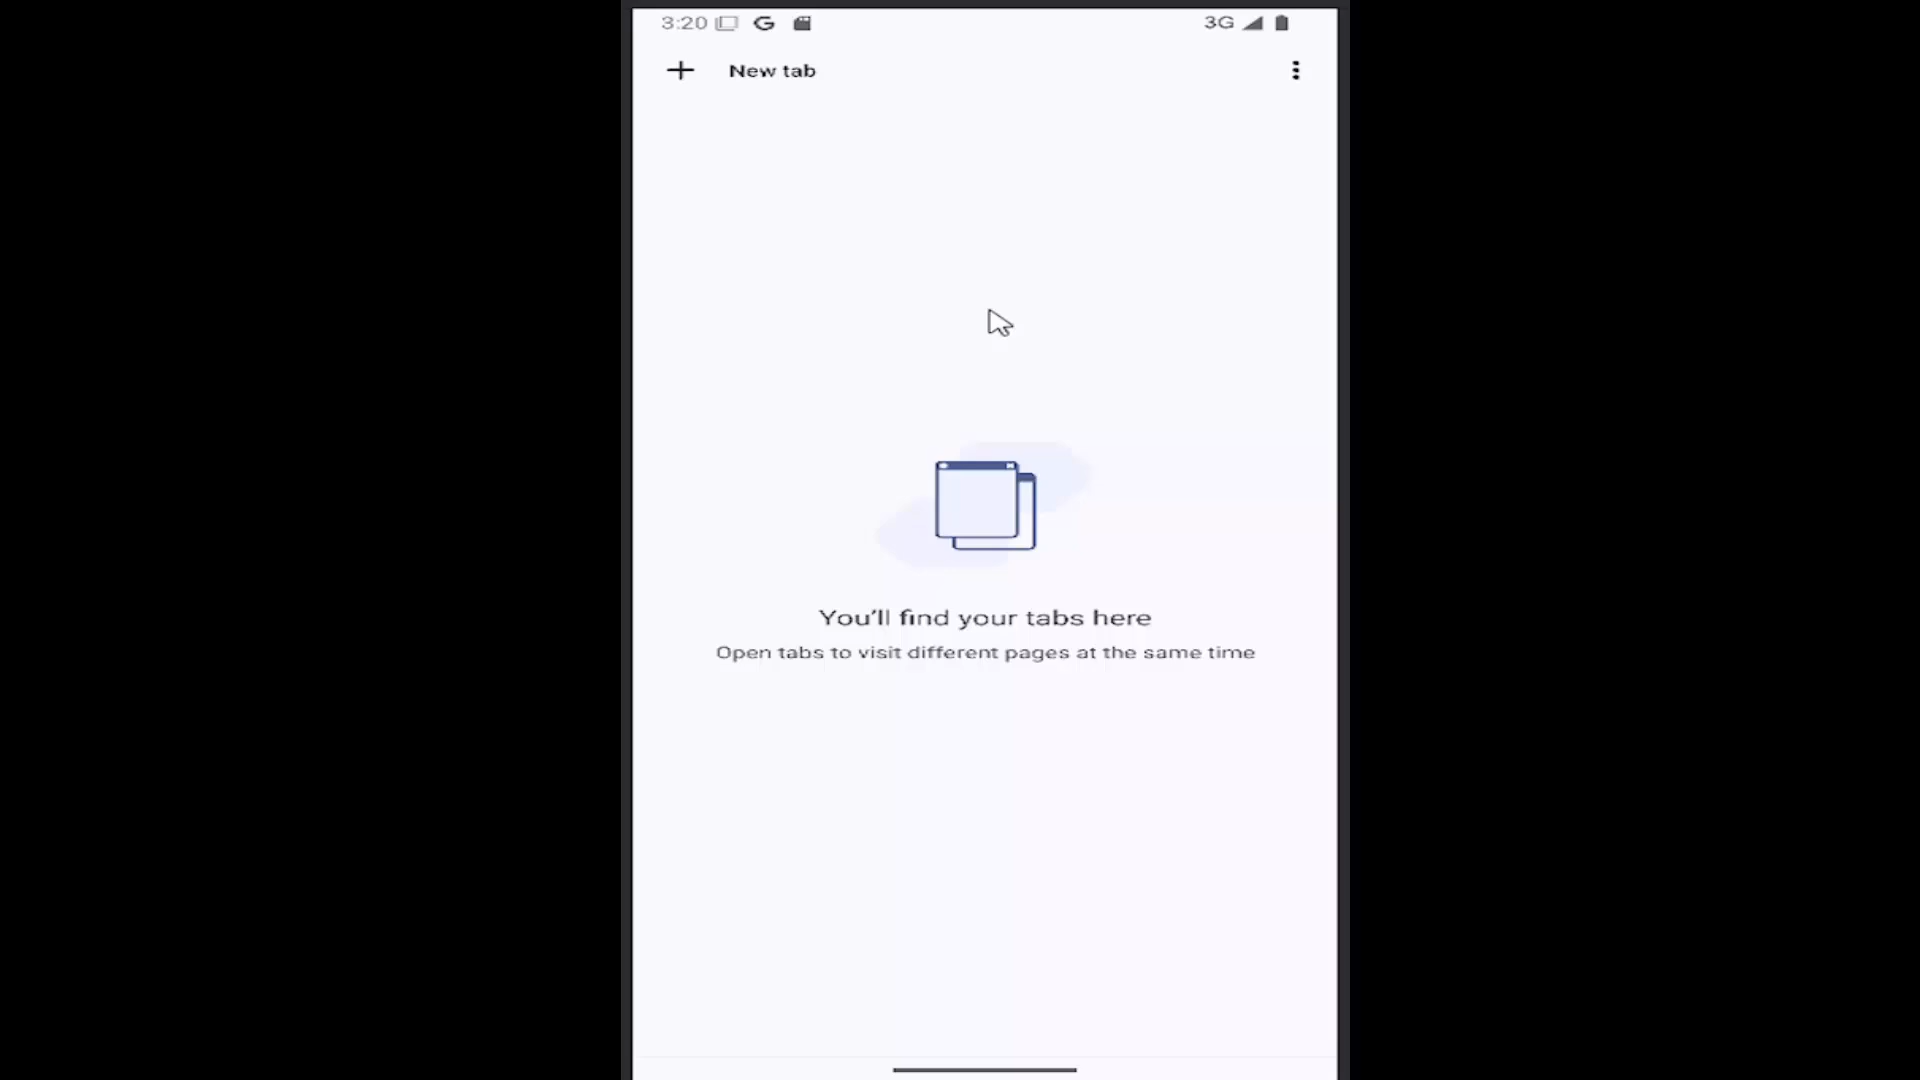 3:20 G 3G
New tab
You'll find your tabs here
Open tabs to visit different pages at the same time